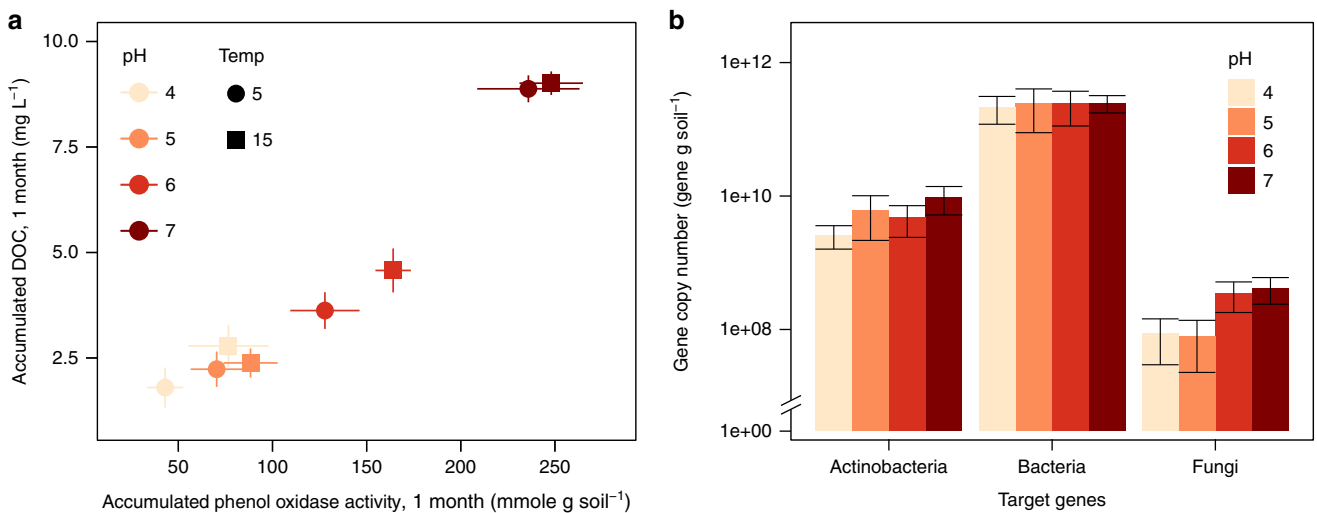 a
Accumulated DOC, 1 month (mg L⁻¹)
10.0
7.5
5.0
2.5
pH
4
5
6
7
Temp
5
15
50 100 150 200 250
Accumulated phenol oxidase activity, 1 month (mmole g soil⁻¹)
b
Gene copy number (gene g soil⁻¹)
1e+12
1e+10
1e+08
1e+00
pH
4
5
6
7
Actinobacteria Bacteria Fungi
Target genes